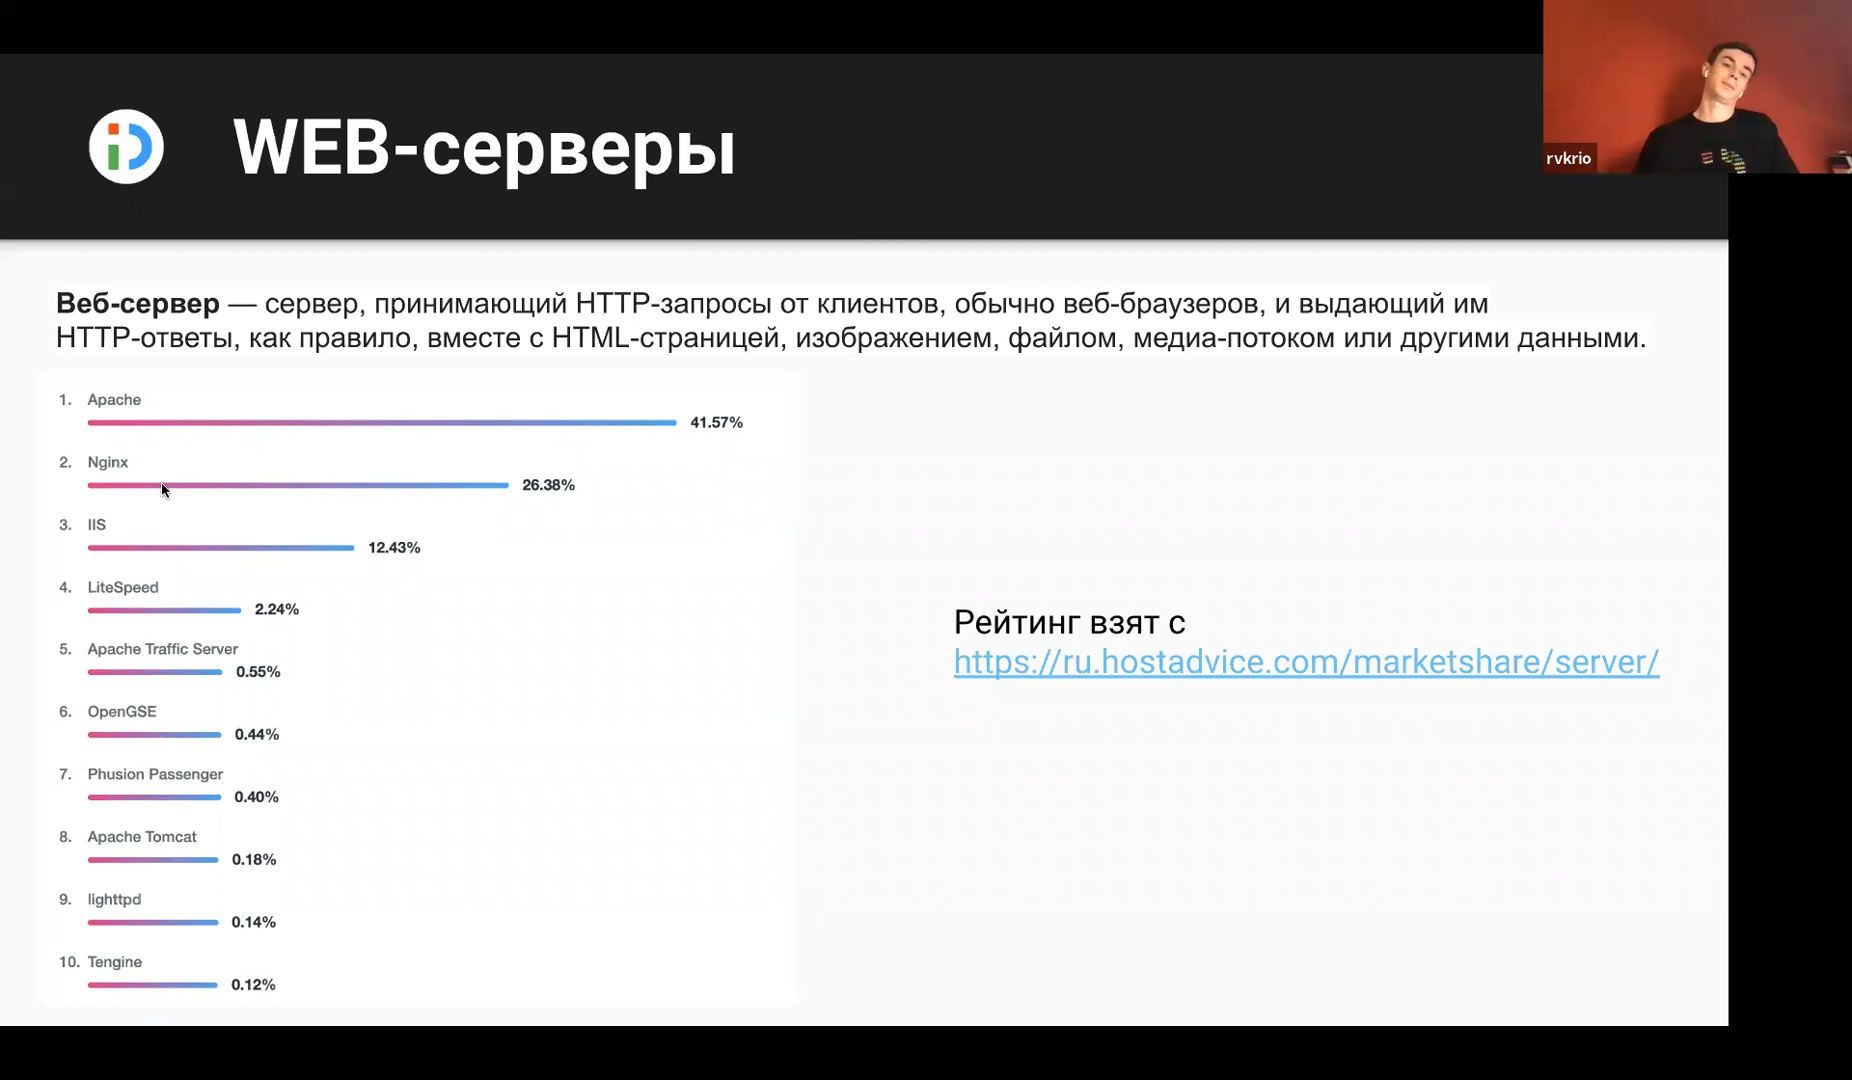 WEB-серверы
rvkrio
Веб-сервер — сервер, принимающий HTTP-запросы от клиентов, обычно веб-браузеров, и выдающий им
HTTP-ответы, как правило, вместе с HTML-страницей, изображением, файлом, медиа-потоком или другими данными.
1. Apache
41.57%
2. Nginx
26.38%
3. IIS
12.43%
4. LiteSpeed
2.24%
5. Apache Traffic Server
0.55%
6. OpenGSE
0.44%
7. Phusion Passenger
0.40%
8. Apache Tomcat
0.18%
9. lighttpd
0.14%
10. Tengine
0.12%
Рейтинг взят с
https://ru.hostadvice.com/marketshare/server/